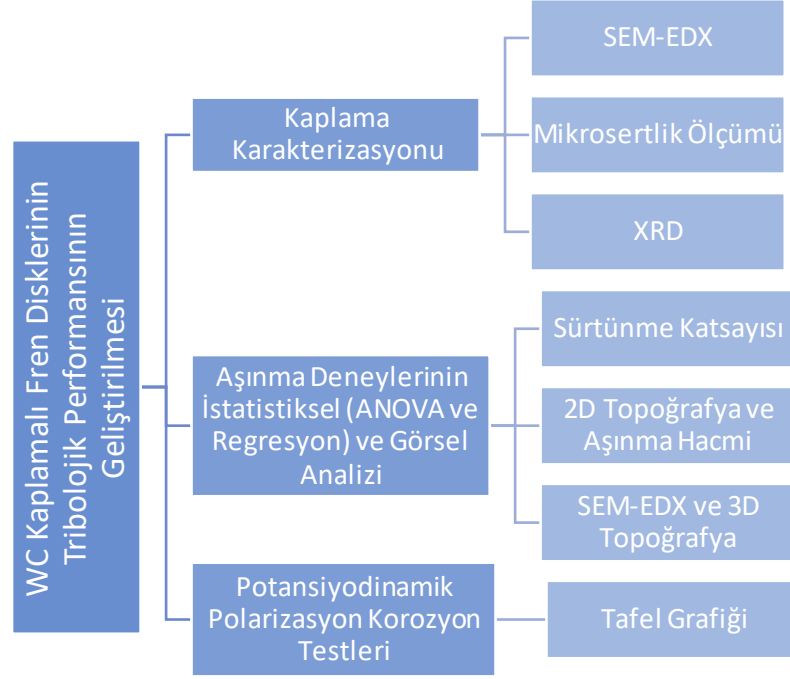 WC Kaplamalı Fren Disklerinin
Tribolojik Performansının
Geliştirilmesi
Kaplama
Karakterizasyonu
SEM-EDX
Mikrosertlik Ölçümü
XRD
Aşınma Deneylerinin
İstatistiksel (ANOVA ve
Regresyon) ve Görsel
Analizi
Sürtünme Katsayısı
2D Topoğrafya ve
Aşınma Hacmi
SEM-EDX ve 3D
Topoğrafya
Potansiyodinamik
Polarizasyon Korozyon
Testleri
Tafel Grafiği